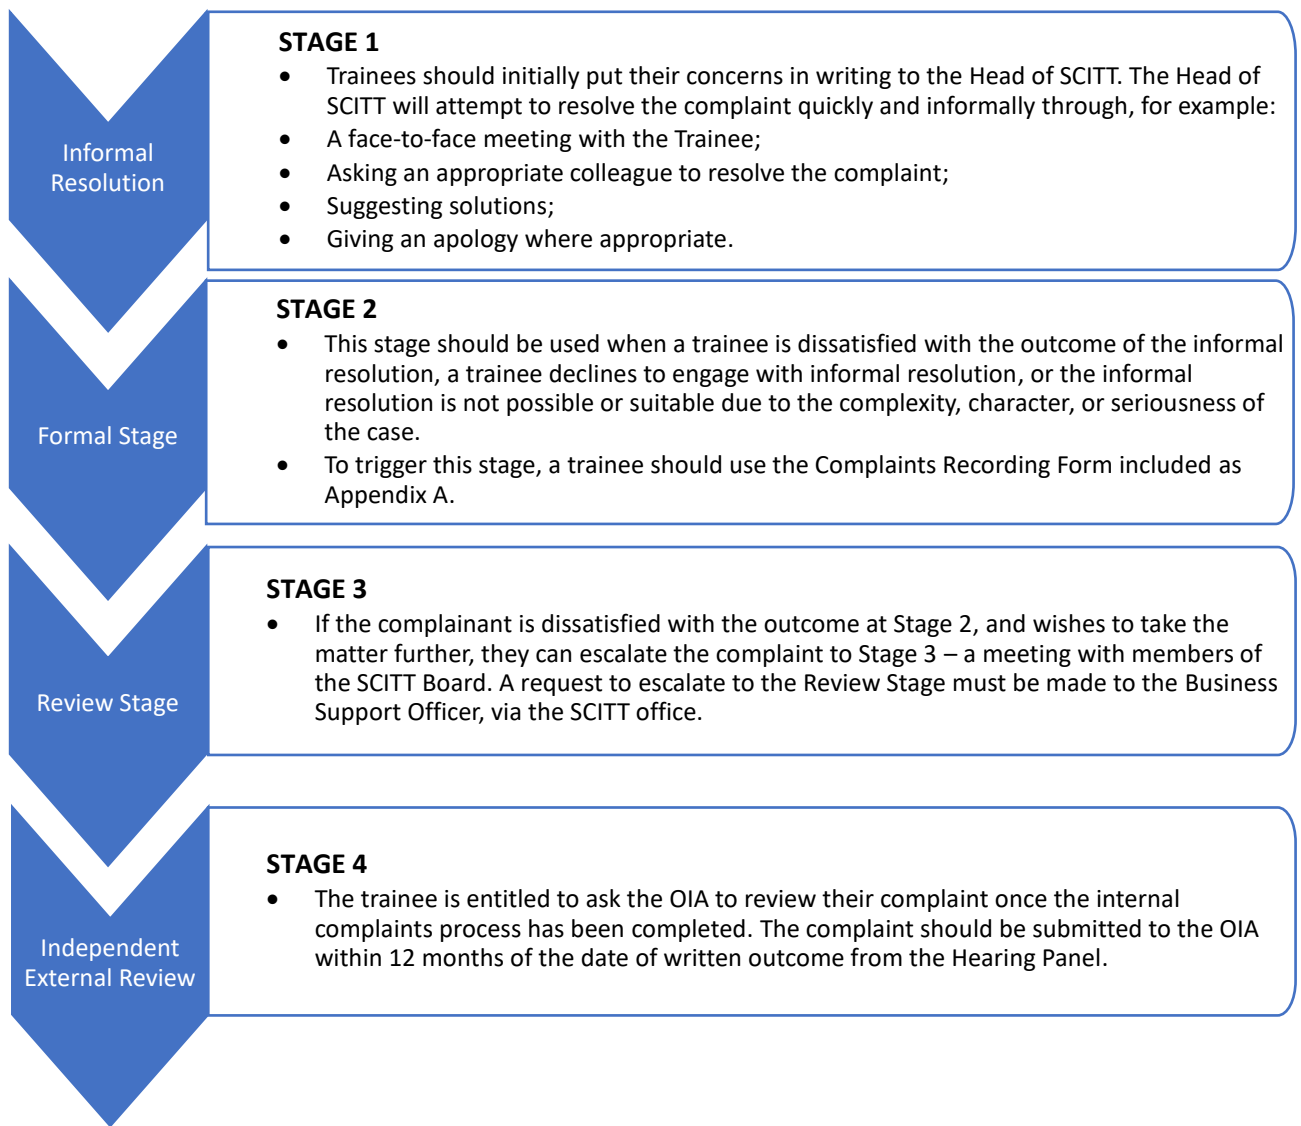 Informal
Resolution
STAGE 1
• Trainees should initially put their concerns in writing to the Head of SCITT. The Head of
SCITT will attempt to resolve the complaint quickly and informally through, for example:
• A face-to-face meeting with the Trainee;
• Asking an appropriate colleague to resolve the complaint;
• Suggesting solutions;
• Giving an apology where appropriate.
Formal Stage
STAGE 2
• This stage should be used when a trainee is dissatisfied with the outcome of the informal
resolution, a trainee declines to engage with informal resolution, or the informal
resolution is not possible or suitable due to the complexity, character, or seriousness of
the case.
• To trigger this stage, a trainee should use the Complaints Recording Form included as
Appendix A.
Review Stage
STAGE 3
• If the complainant is dissatisfied with the outcome at Stage 2, and wishes to take the
matter further, they can escalate the complaint to Stage 3 – a meeting with members of
the SCITT Board. A request to escalate to the Review Stage must be made to the Business
Support Officer, via the SCITT office.
Independent
External Review
STAGE 4
• The trainee is entitled to ask the OIA to review their complaint once the internal
complaints process has been completed. The complaint should be submitted to the OIA
within 12 months of the date of written outcome from the Hearing Panel.